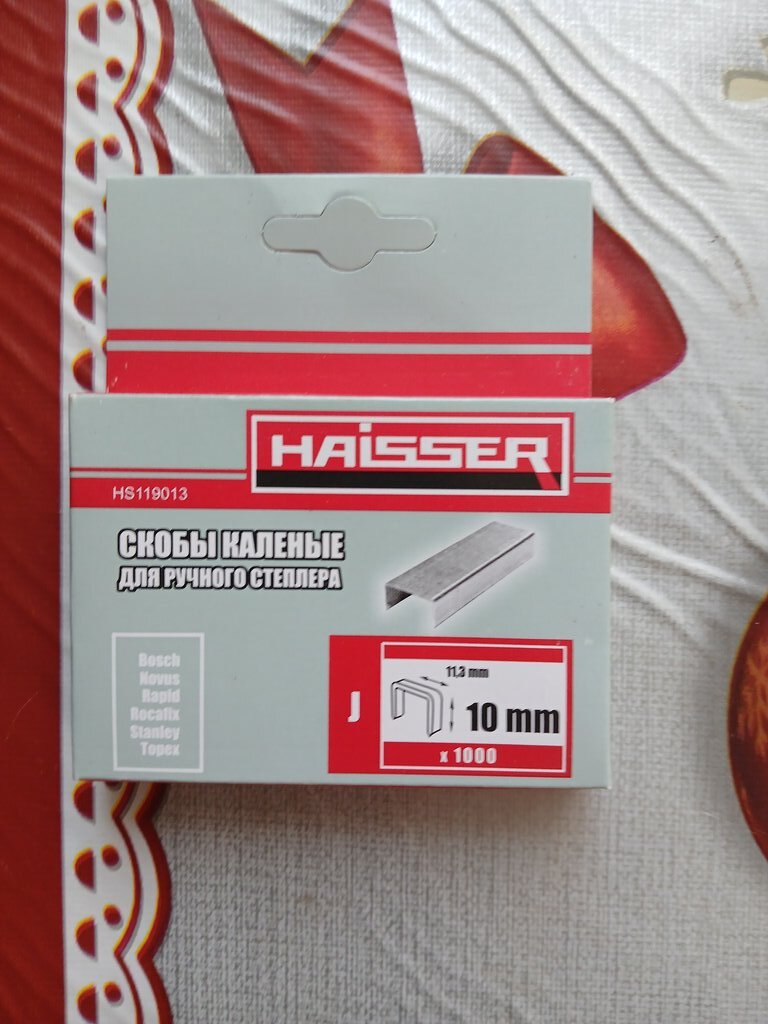 HAISSER
HS119013
СКОБЫ КАЛЕНЫЕ
ДЛЯ РУЧНОГО СТЕПЛЕРА
Bosch
Novus
Rapid
Rocafix
Stanley
Topex
J
11,3 mm
10 mm
x 1000